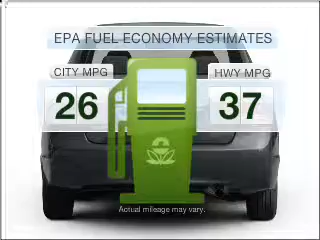 EPA FUEL ECONOMY ESTIMATES
CITY MPG
HWY MPG
26
37
Actual mileage may vary.